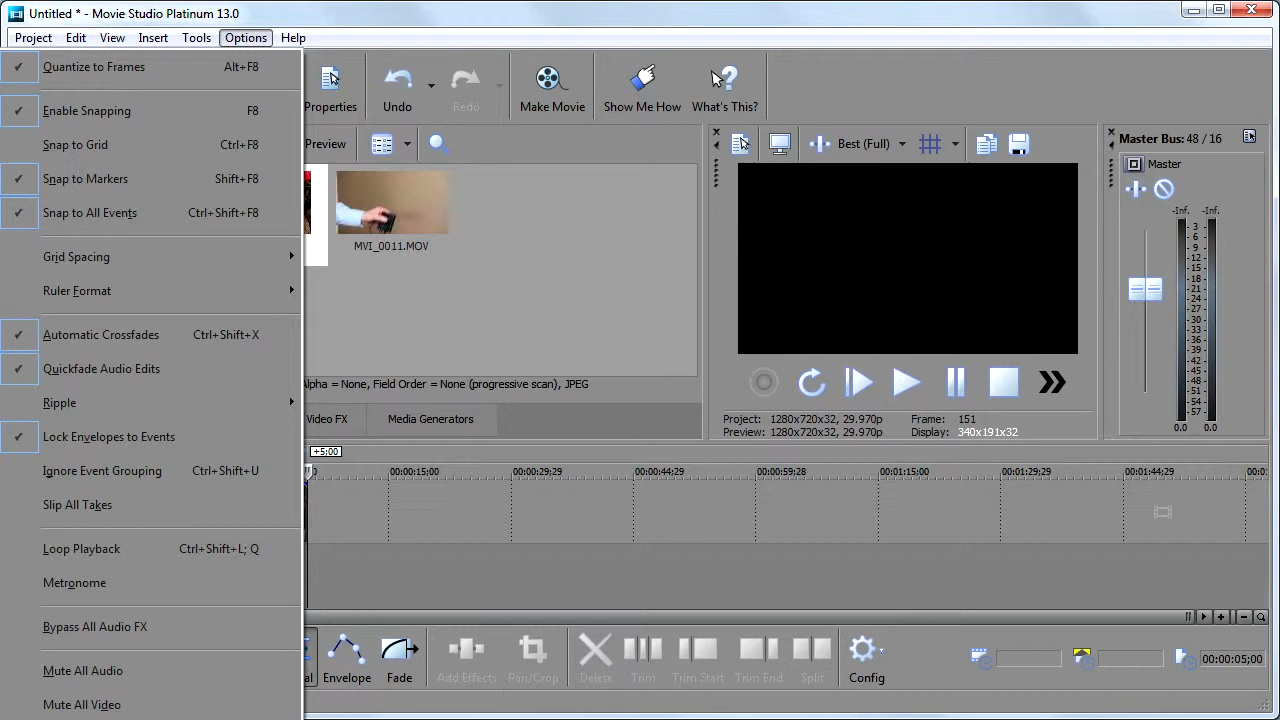 Untitled * - Movie Studio Platinum 13.0
Project Edit View Insert Tools Options Help
Quantize to Frames Alt+F8
Enable Snapping F8
Snap to Grid Ctrl+F8
Snap to Markers Shift+F8
Snap to All Events Ctrl+Shift+F8
Grid Spacing
Ruler Format
Automatic Crossfades Ctrl+Shift+X
Quickfade Audio Edits
Ripple
Lock Envelopes to Events
Ignore Event Grouping Ctrl+Shift+U
Slip All Takes
Loop Playback Ctrl+Shift+L; Q
Metronome
Bypass All Audio FX
Mute All Audio
Mute All Video
Properties Undo Redo Make Movie Show Me How What's This?
Preview
MVI_0011.MOV
Alpha = None, Field Order = None (progressive scan), JPEG
Video FX Media Generators
Best (Full)
Project: 1280x720x32, 29.970p Frame: 151
Preview: 1280x720x32, 29.970p Display: 340x191x32
Master Bus: 48 / 16
Master
-Inf. -Inf.
3
6
9
12
15
18
21
24
27
30
33
36
39
42
45
48
51
54
57
0.0 0.0
+5:00
00:00:15:00 00:00:29;29 00:00:44;29 00:00:59:28 00:01:15:00 00:01:29;29 00:01:44;29
Envelope Fade Add Effects Pan/Crop Delete Trim Trim Start Trim End Split Config
00:00:05;00